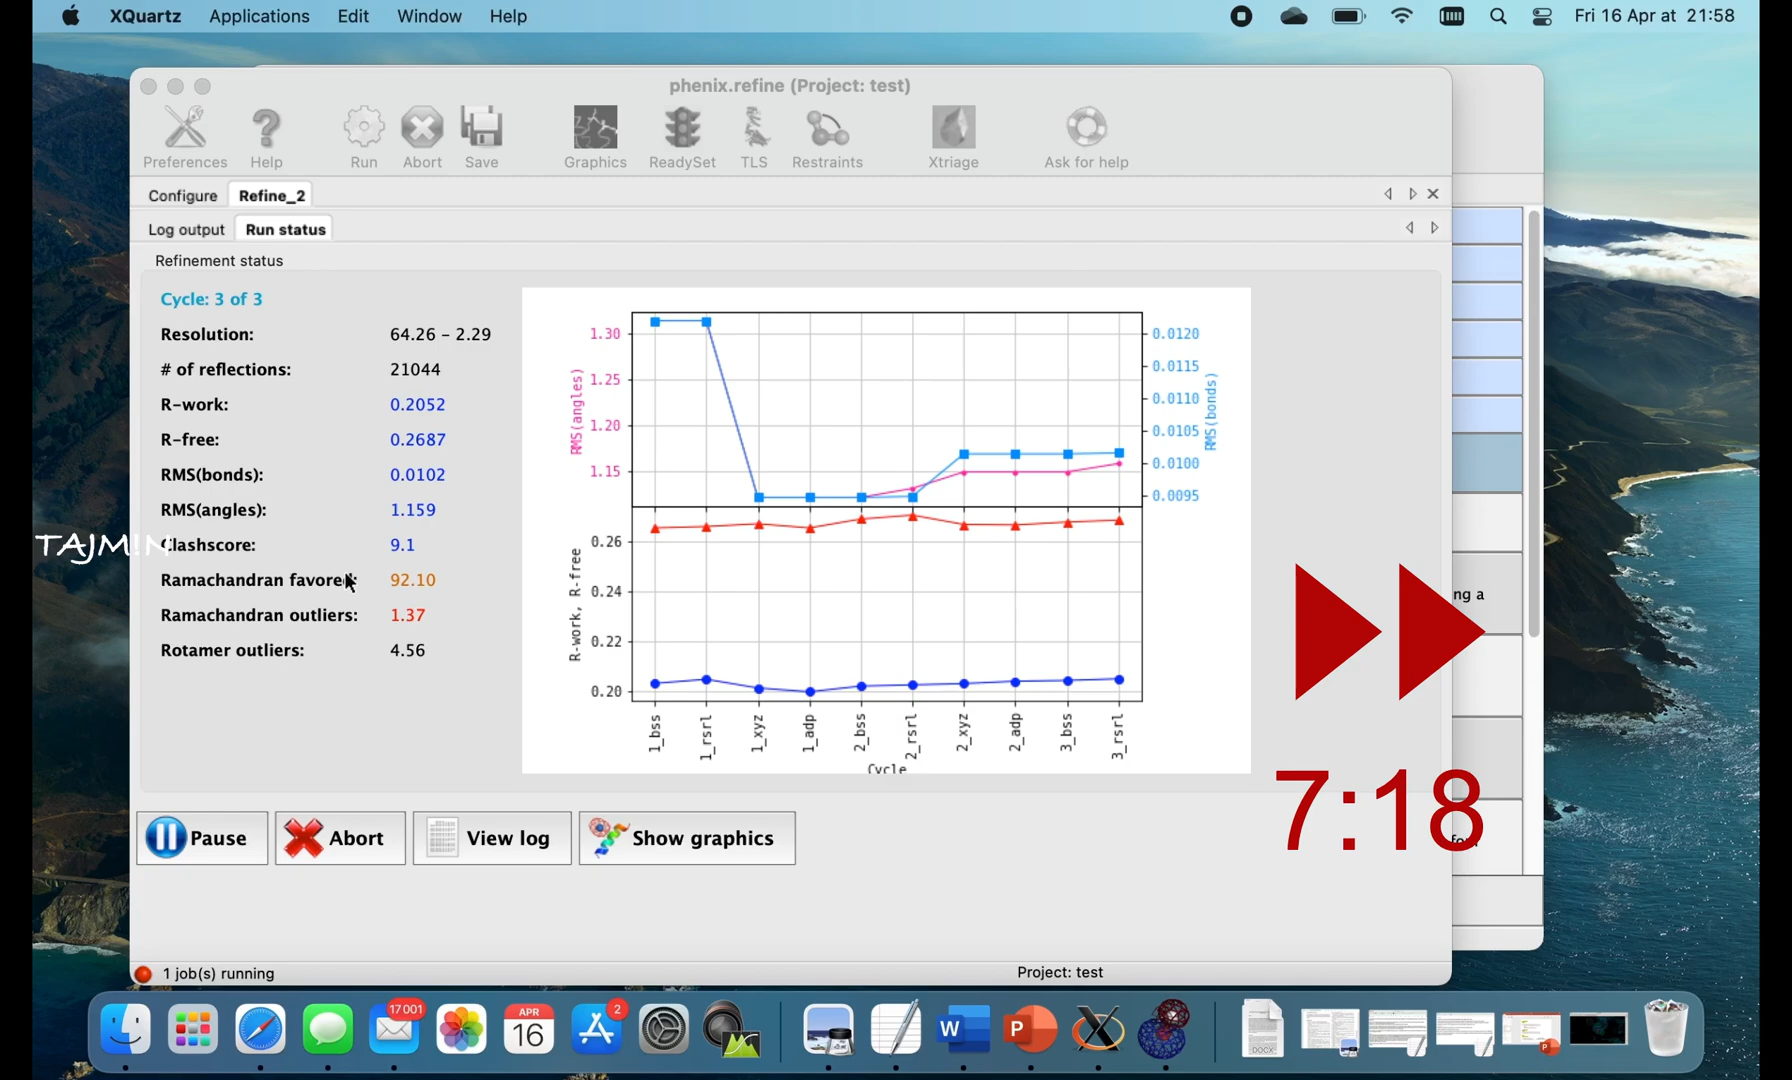 XQuartz Applications Edit Window Help Fri 16 Apr at 21:58
phenix.refine (Project: test)
Preferences Help Run Abort Save Graphics ReadySet TLS Restraints Xtriage Ask for help
Configure Refine_2
Log output Run status
Refinement status
Cycle: 3 of 3
Resolution: 64.26 – 2.29
# of reflections: 21044
R-work: 0.2052
R-free: 0.2687
RMS(bonds): 0.0102
RMS(angles): 1.159
TAJM!N
Clashscore: 9.1
Ramachandran favored: 92.10
Ramachandran outliers: 1.37
Rotamer outliers: 4.56
RMS(angles)
1.30
1.25
1.20
1.15
0.0120
0.0115
0.0110
0.0105
0.0100
0.0095
RMS(bonds)
R-work, R-free
0.26
0.24
0.22
0.20
1_bss 1_rsrl 1_xyz 1_adp 2_bss 2_rsrl 2_xyz 2_adp 3_bss 3_rsrl
Cycle
ng a
7:18
Pause Abort View log Show graphics
1 job(s) running Project: test
17 001
APR
16
2
W
P
DOCX